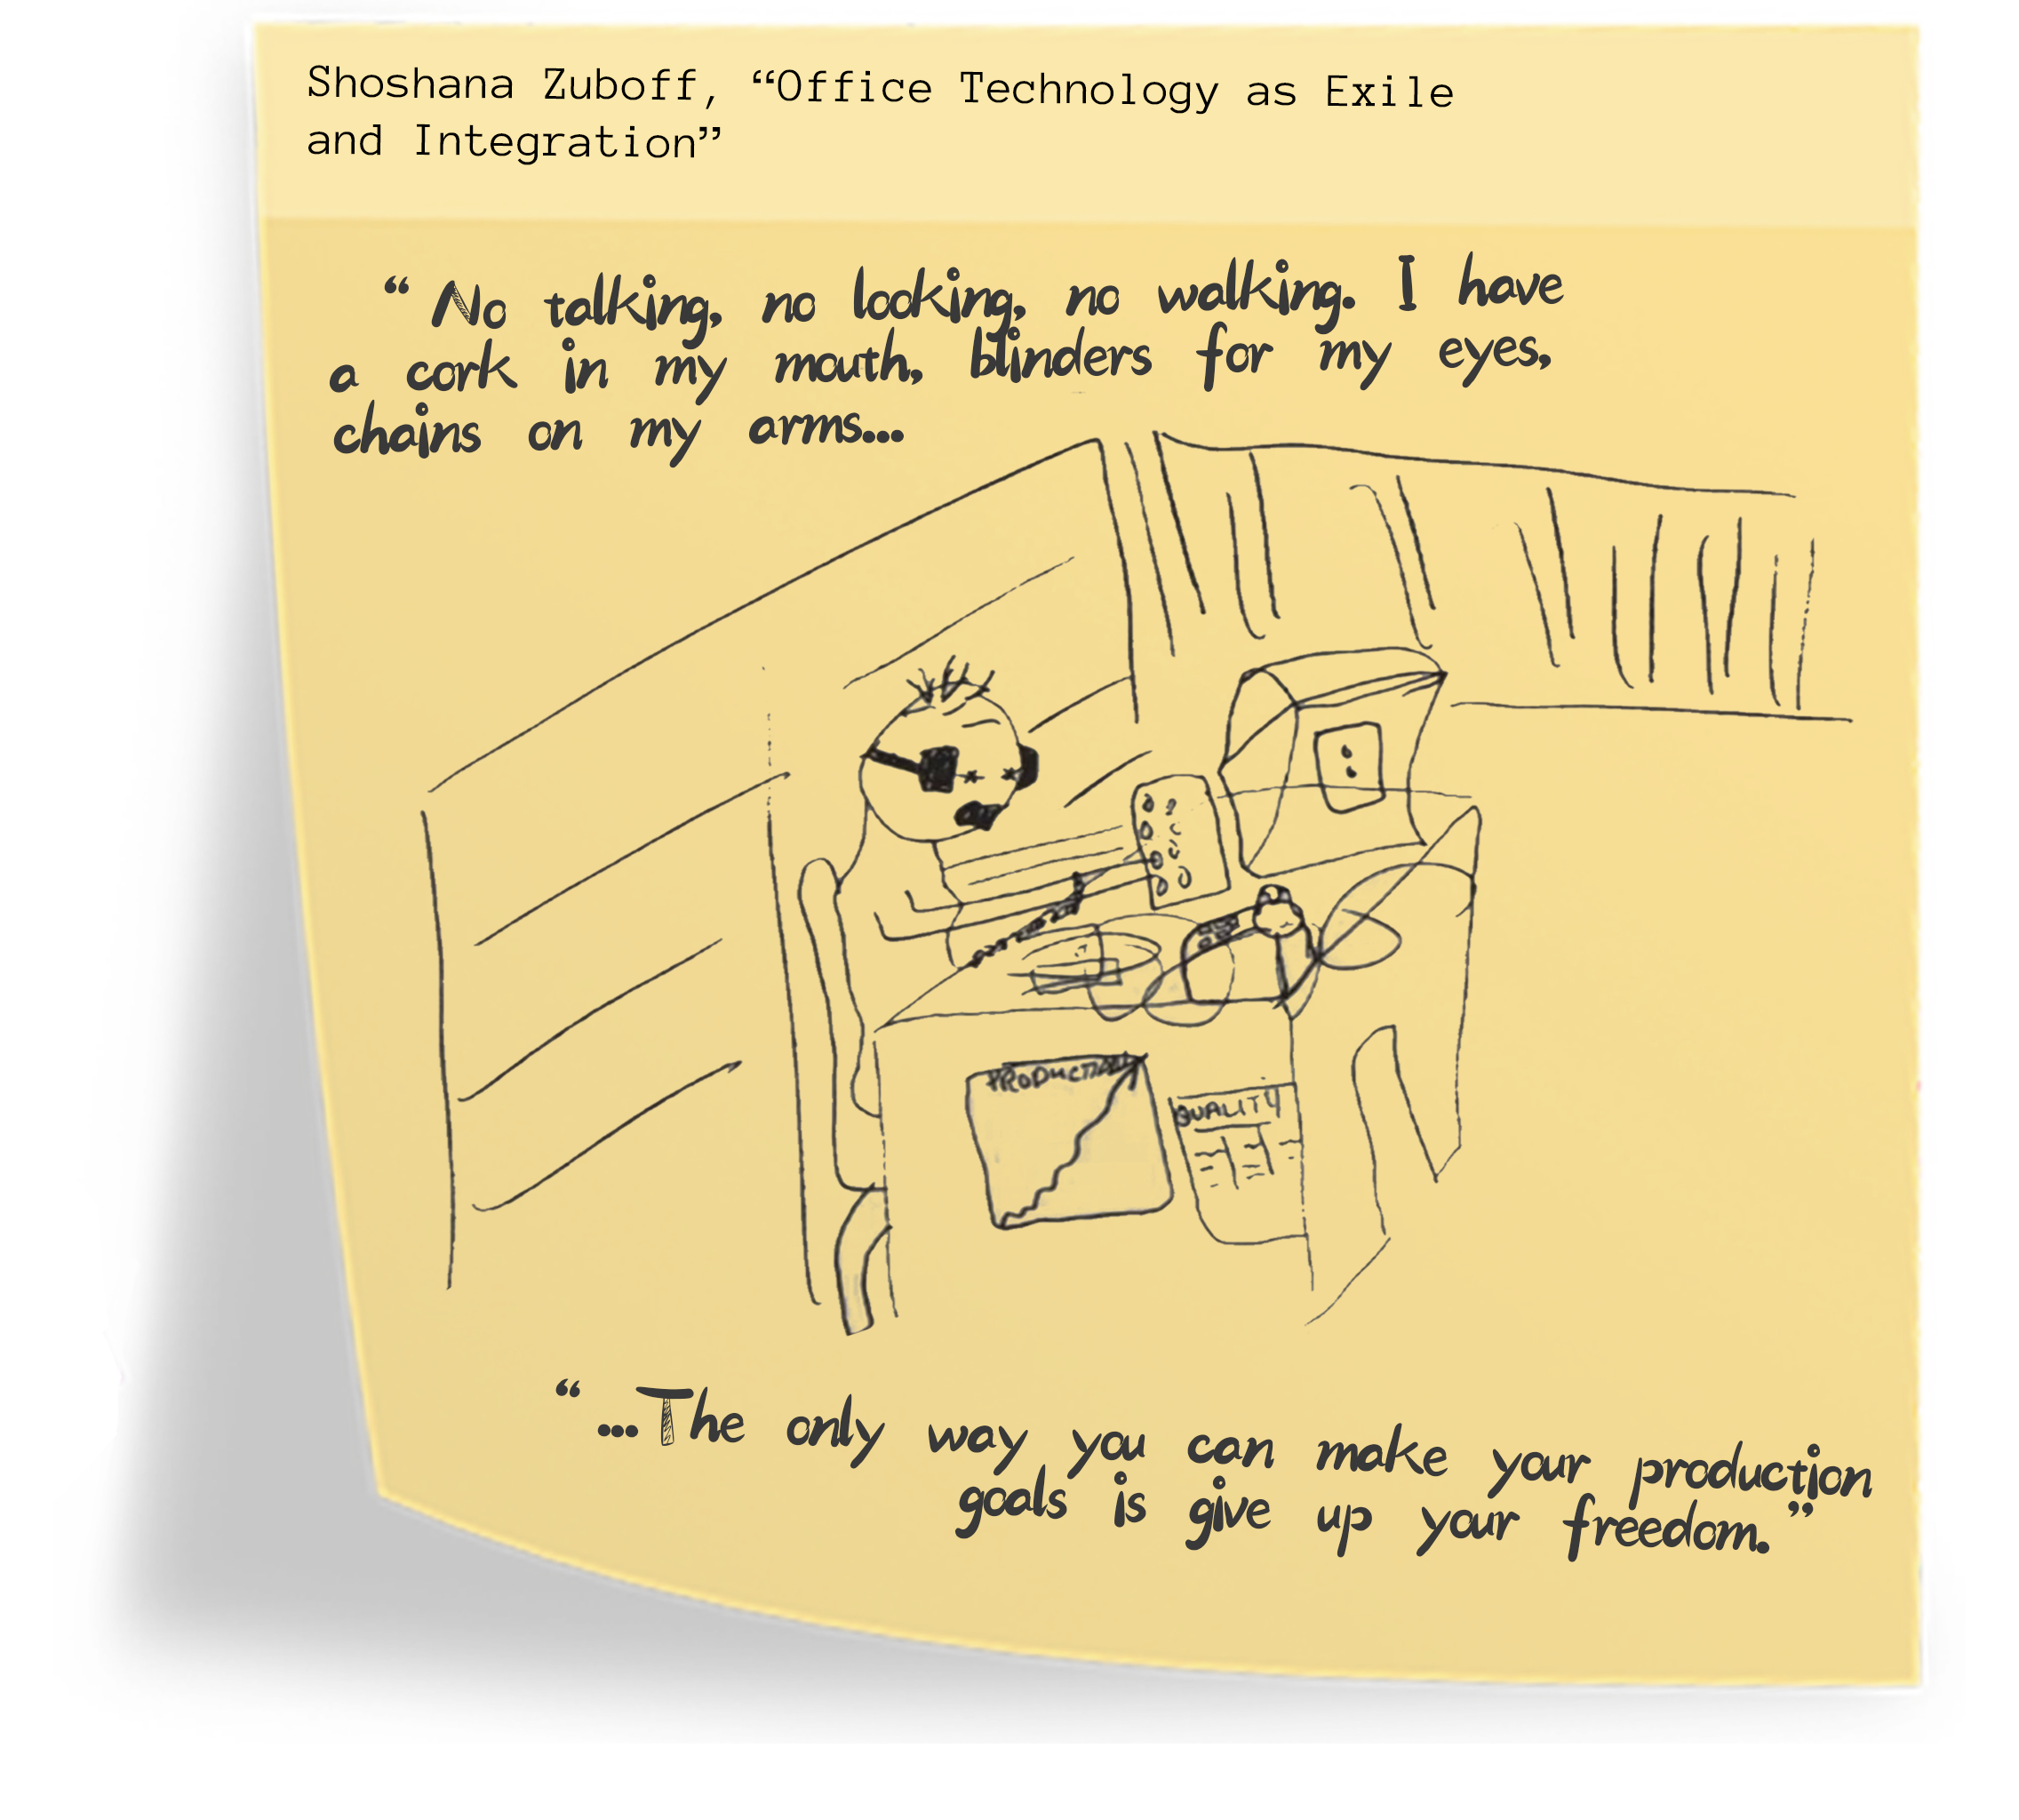 Shoshana Zuboff, “Office Technology as Exile
and Integration”
“No talking, no looking, no walking. I have
a cork in my mouth, blinders for my eyes,
chains on my arms...
PRODUCTION
QUALITY
“...The only way you can make your production
goals is give up your freedom.”